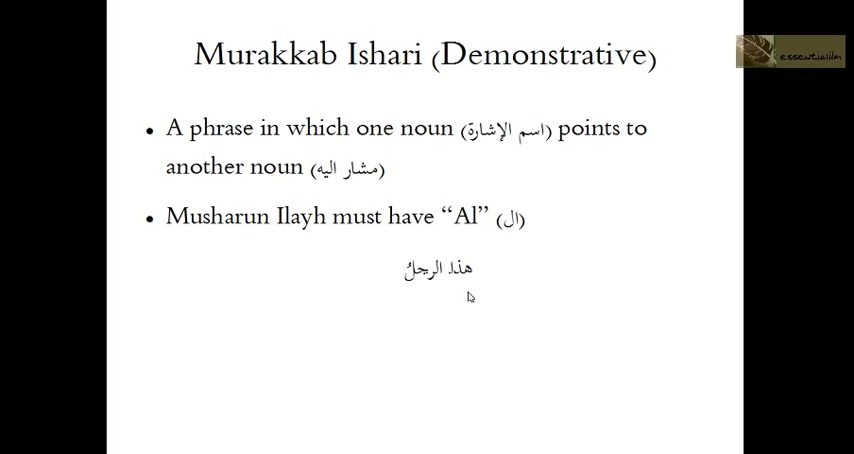 Murakkab Ishari (Demonstrative)
essentialilm
• A phrase in which one noun (اسم الإشارة) points to
another noun (مشار اليه)
• Musharun Ilayh must have “Al” (ال)
هذا الرجلُ